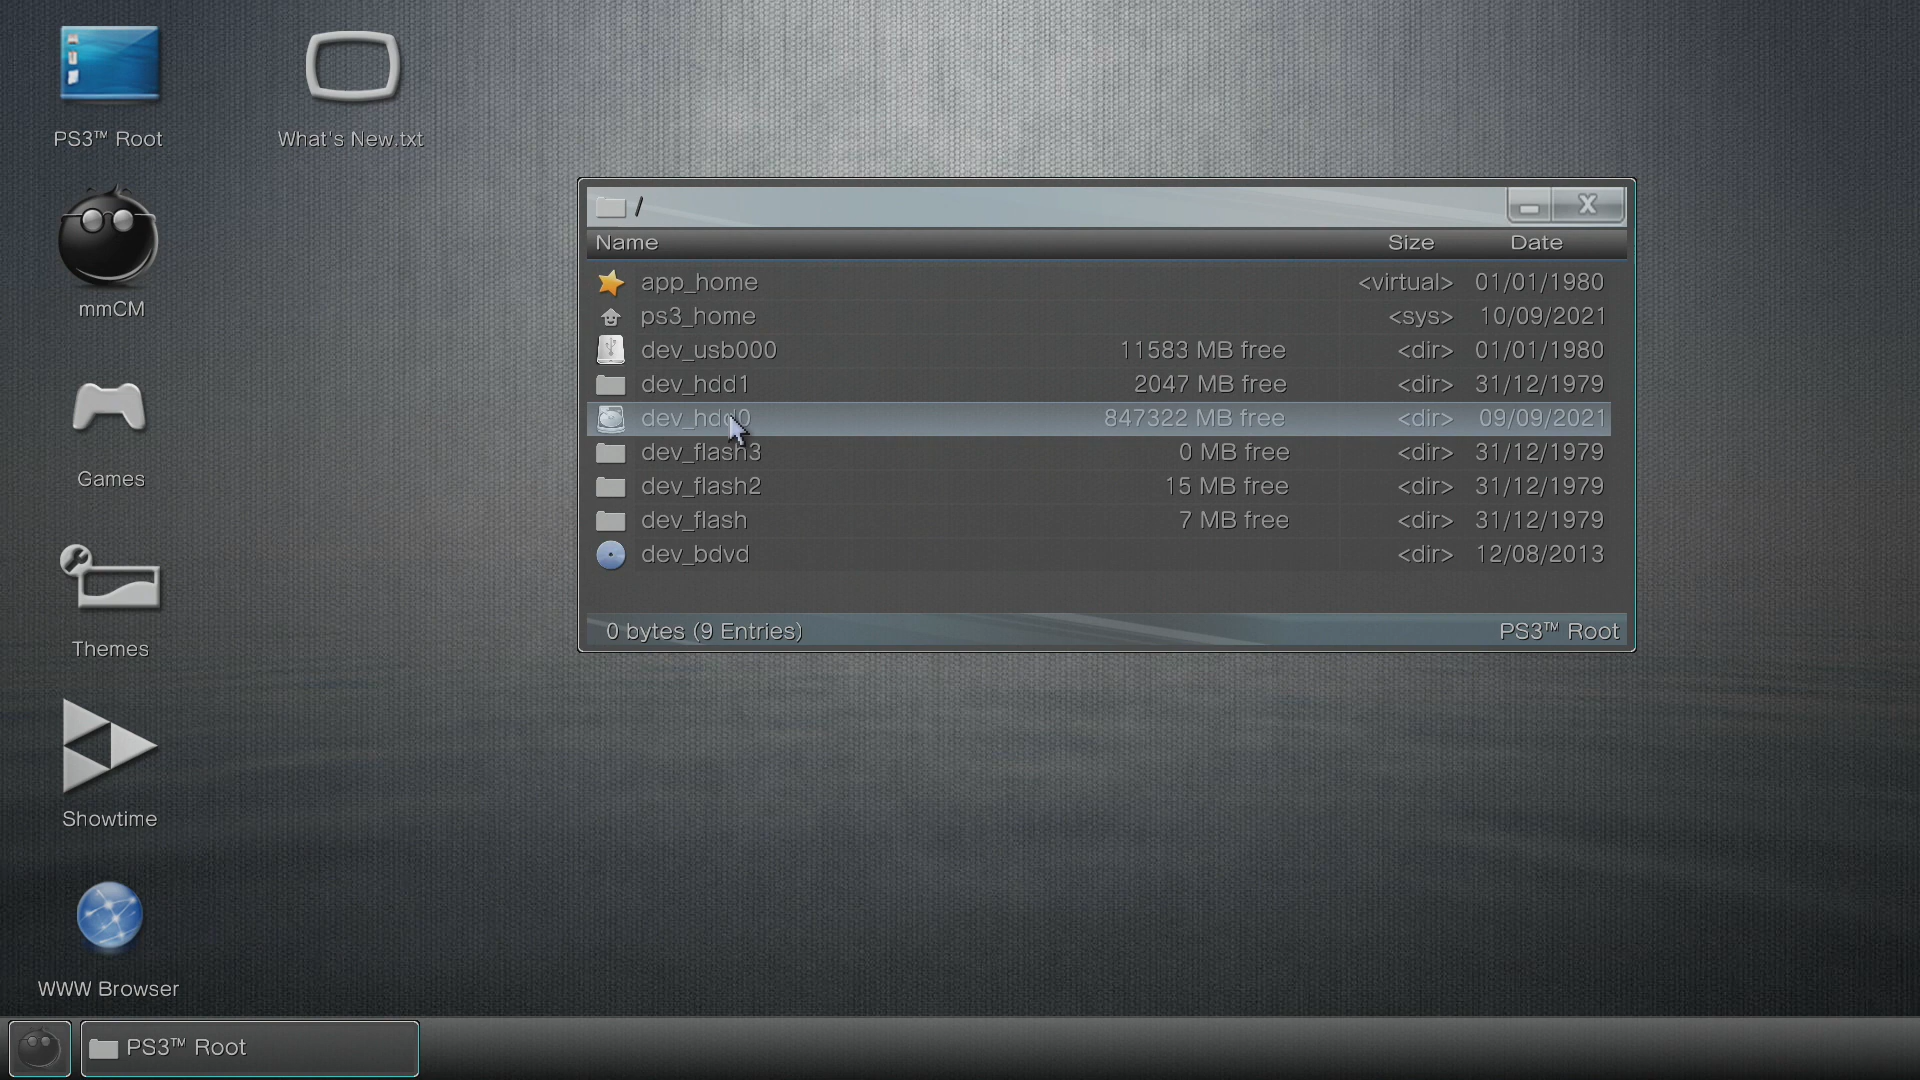 PS3™ Root
What's New.txt
mmCM
Games
Themes
Showtime
WWW Browser
/
X
Name Size Date
app_home <virtual> 01/01/1980
ps3_home <sys> 10/09/2021
dev_usb000 11583 MB free <dir> 01/01/1980
dev_hdd1 2047 MB free <dir> 31/12/1979
dev_hdd0 847322 MB free <dir> 09/09/2021
dev_flash3 0 MB free <dir> 31/12/1979
dev_flash2 15 MB free <dir> 31/12/1979
dev_flash 7 MB free <dir> 31/12/1979
dev_bdvd <dir> 12/08/2013
0 bytes (9 Entries) PS3™ Root
PS3™ Root